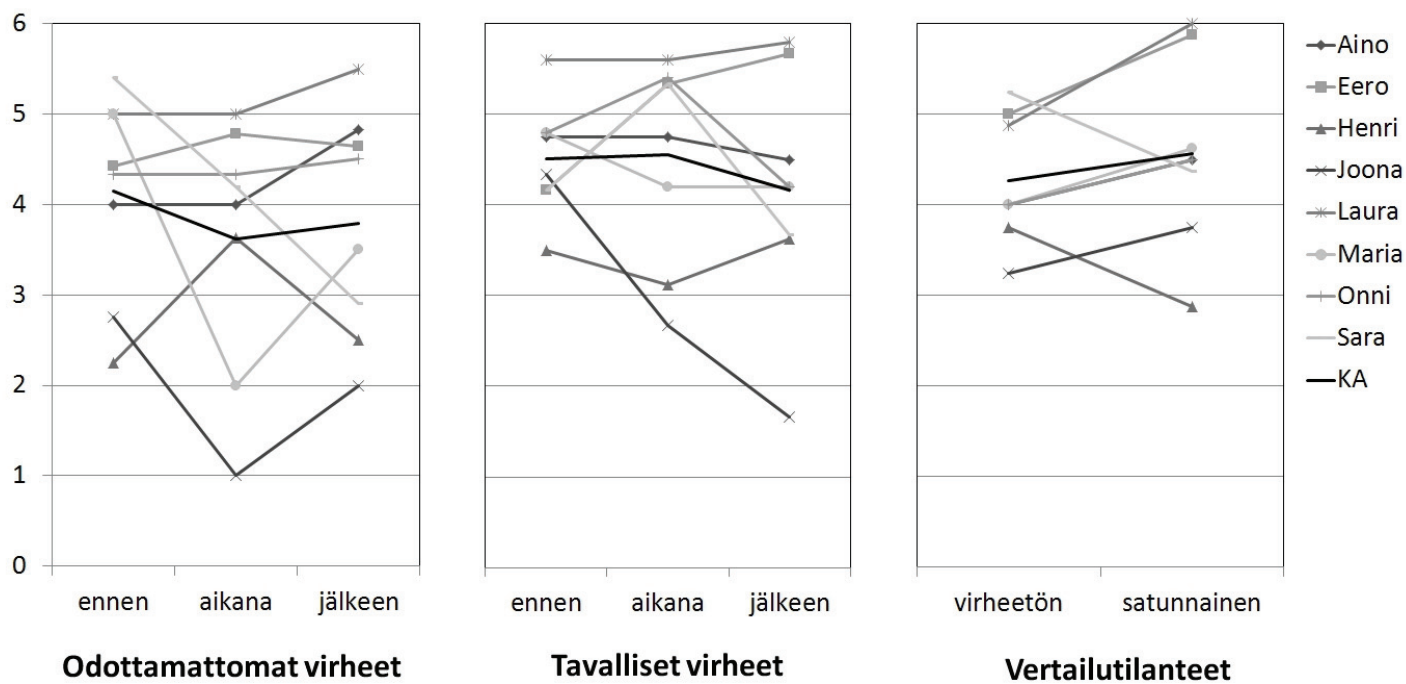 6
5
4
3
2
1
0
ennen aikana jälkeen
Odottamattomat virheet
ennen aikana jälkeen
Tavalliset virheet
virheetön satunnainen
Vertailutilanteet
Aino
Eero
Henri
Joona
Laura
Maria
Onni
Sara
KA